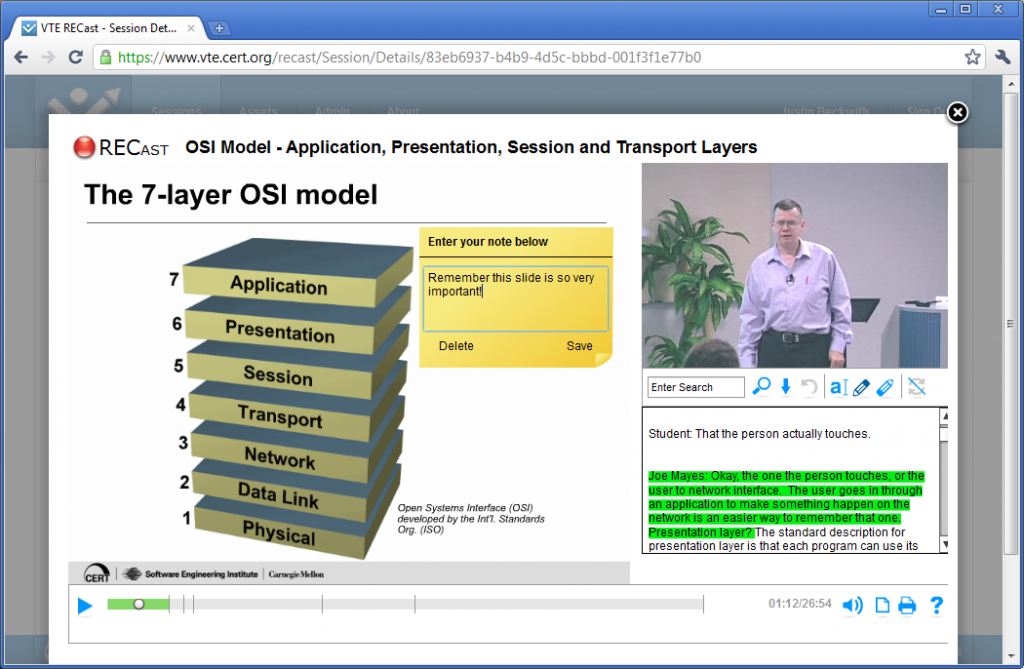 VTE RECast - Session Det...
https://www.vte.cert.org/recast/Session/Details/83eb6937-b4b9-4d5c-bbbd-001f3f1e77b0
Sessions Assets Admin About Justin Beckwith
RECAST OSI Model - Application, Presentation, Session and Transport Layers
The 7-layer OSI model
Enter your note below
Remember this slide is so very
important!
Delete Save
7 Application
6 Presentation
5 Session
4 Transport
3 Network
2 Data Link
1 Physical
Open Systems Interface (OSI)
developed by the Int'l. Standards
Org. (ISO)
CERT Software Engineering Institute Carnegie Mellon
Enter Search
a
Student: That the person actually touches.
Joe Mayes: Okay, the one the person touches, or the
user to network interface. The user goes in through
an application to make something happen on the
network is an easier way to remember that one.
Presentation layer? The standard description for
presentation layer is that each program can use its
01:12/26:54
?